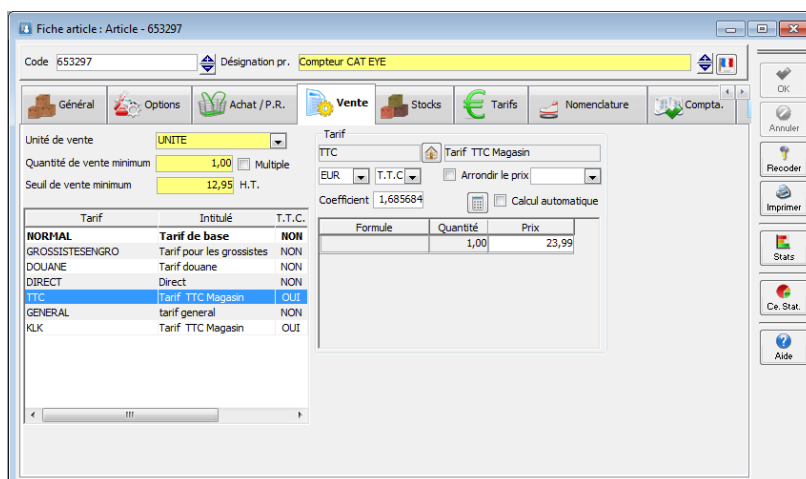 Fiche article : Article - 653297
Code 653297 Désignation pr. Compteur CAT EYE
Général Options Achat / P.R. Vente Stocks Tarifs Nomenclature Compta.
OK
Annuler
Recoder
Imprimer
Stats
Ce. Stat.
Aide
Unité de vente UNITE
Quantité de vente minimum 1,00 Multiple
Seuil de vente minimum 12,95 H.T.
Tarif Intitulé T.T.C.
NORMAL Tarif de base NON
GROSSISTESENGRO Tarif pour les grossistes NON
DOUANE Tarif douane NON
DIRECT Direct NON
TTC Tarif TTC Magasin OUI
GENERAL tarif general NON
KLK Tarif TTC Magasin OUI
Tarif
TTC Tarif TTC Magasin
EUR T.T.C Arrondir le prix
Coefficient 1,685684 Calcul automatique
Formule Quantité Prix
1,00 23,99